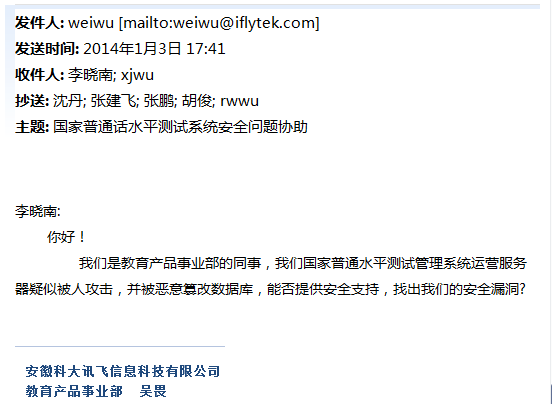 发件人: weiwu [mailto:weiwu@iflytek.com]
发送时间: 2014年1月3日 17:41
收件人: 李晓南; xjwu
抄送: 沈丹; 张建飞; 张鹏; 胡俊; rwwu
主题: 国家普通话水平测试系统安全问题协助
李晓南:
你好！
我们是教育产品事业部的同事，我们国家普通水平测试管理系统运营服务
器疑似被人攻击，并被恶意篡改数据库，能否提供安全支持，找出我们的安全漏洞?
安徽科大讯飞信息科技有限公司
教育产品事业部 吴畏